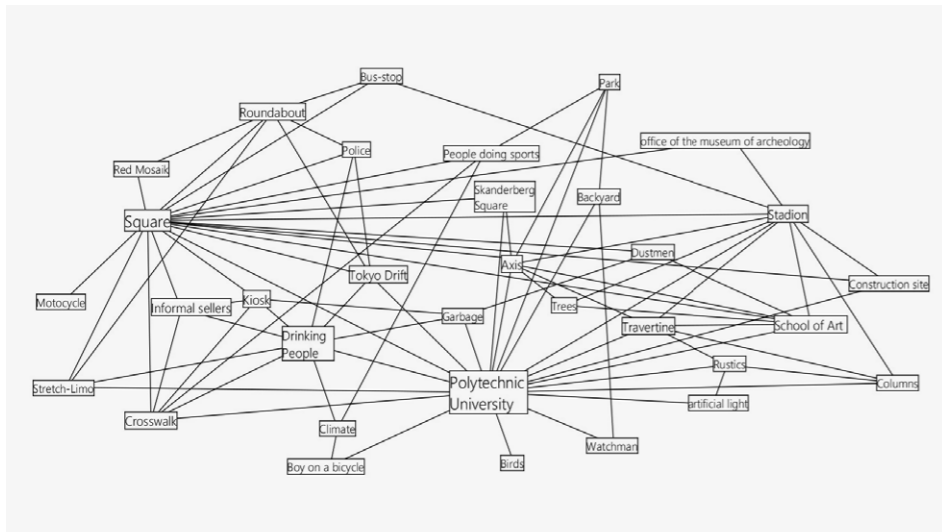 Bus-stop
Park
Roundabout
office of the museum of archeology
Police
People doing sports
Red Mosaik
Skanderberg
Square
Backyard
Square
Stadion
Dustmen
Axis
Tokyo Drift
Construction site
Motocycle
Informal sellers
Kiosk
Trees
Garbage
Travertine
School of Art
Drinking
People
Rustics
Stretch-Limo
Polytechnic
University
Columns
artificial light
Crosswalk
Climate
Watchman
Boy on a bicycle
Birds